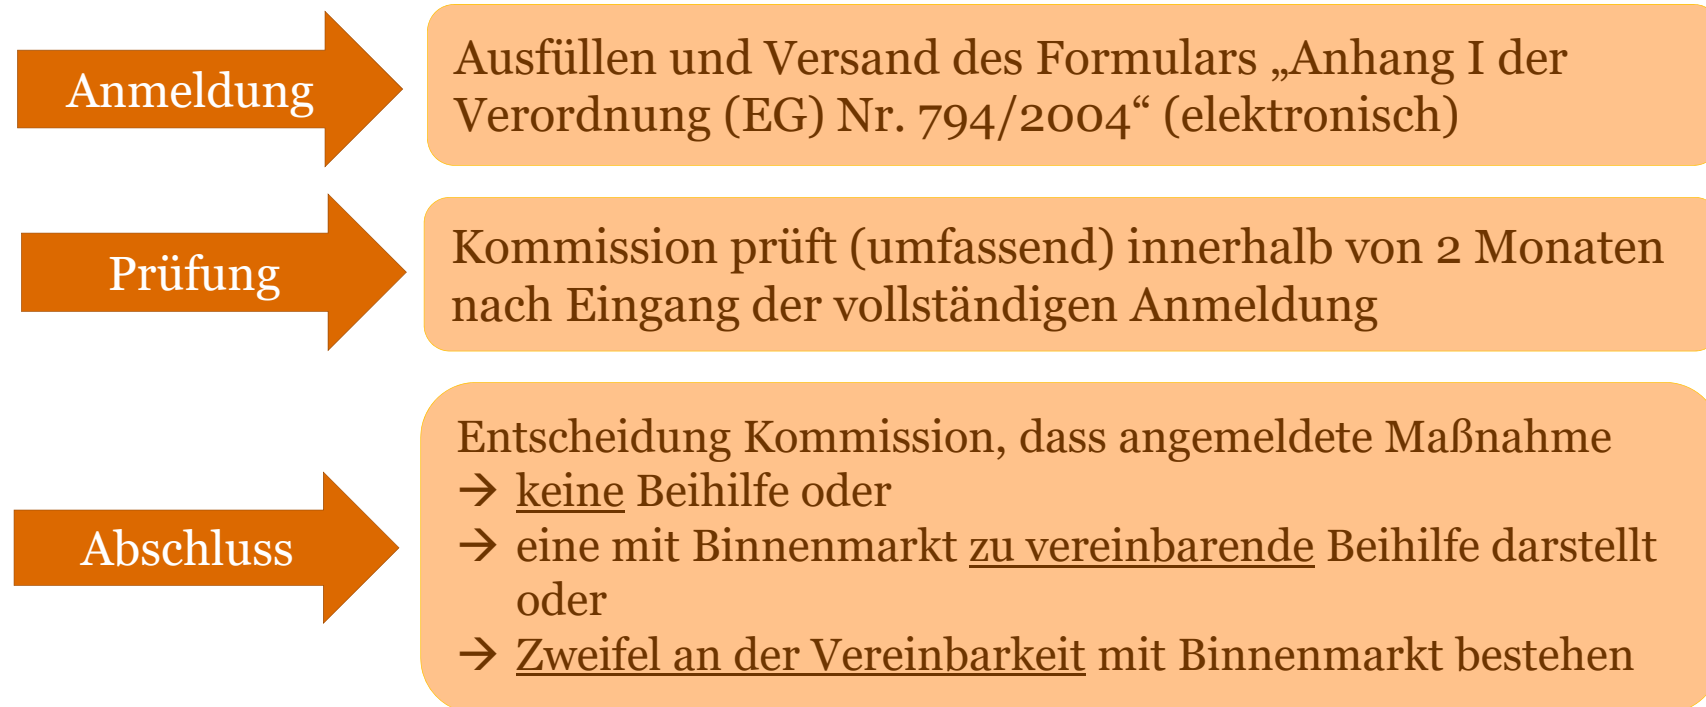 Anmeldung
Ausfüllen und Versand des Formulars „Anhang I der
Verordnung (EG) Nr. 794/2004“ (elektronisch)
Prüfung
Kommission prüft (umfassend) innerhalb von 2 Monaten
nach Eingang der vollständigen Anmeldung
Abschluss
Entscheidung Kommission, dass angemeldete Maßnahme
→ keine Beihilfe oder
→ eine mit Binnenmarkt zu vereinbarende Beihilfe darstellt
oder
→ Zweifel an der Vereinbarkeit mit Binnenmarkt bestehen